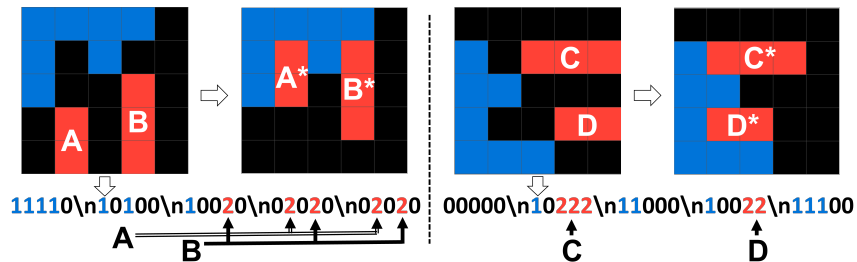 A B A* B* C D C* D*
11110\n10100\n10020\n02020\n02020
00000\n10222\n11000\n10022\n11100
A B C D